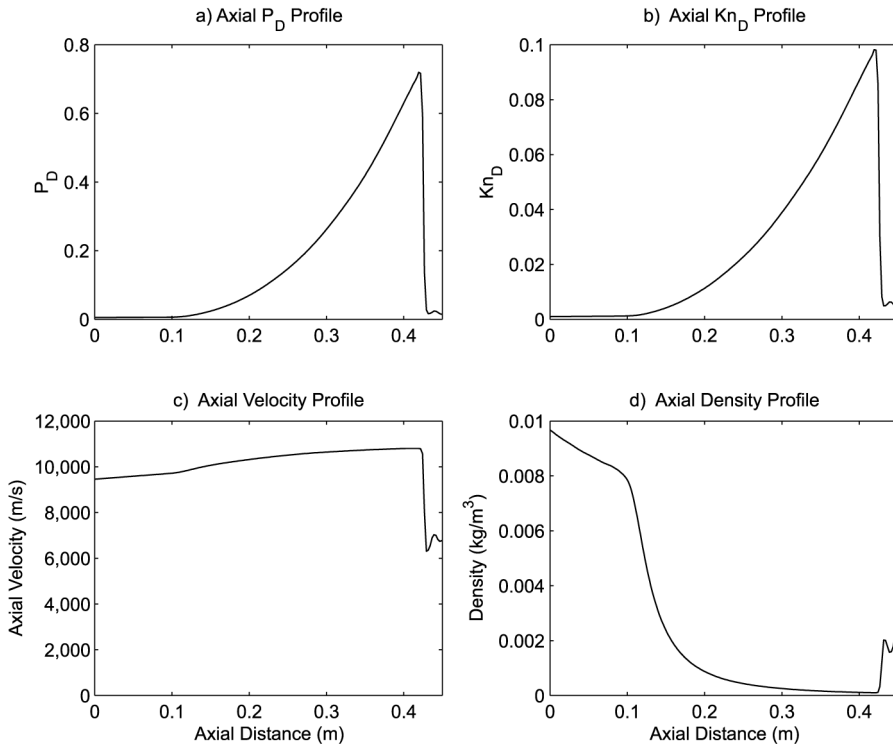 a) Axial P_D Profile
0.8
0.6
0.4
0.2
0
P_D
0 0.1 0.2 0.3 0.4
b) Axial Kn_D Profile
0.1
0.08
0.06
0.04
0.02
0
Kn_D
0 0.1 0.2 0.3 0.4
c) Axial Velocity Profile
12,000
10,000
8,000
6,000
4,000
2,000
0
Axial Velocity (m/s)
0 0.1 0.2 0.3 0.4
Axial Distance (m)
d) Axial Density Profile
0.01
0.008
0.006
0.004
0.002
0
Density (kg/m³)
0 0.1 0.2 0.3 0.4
Axial Distance (m)